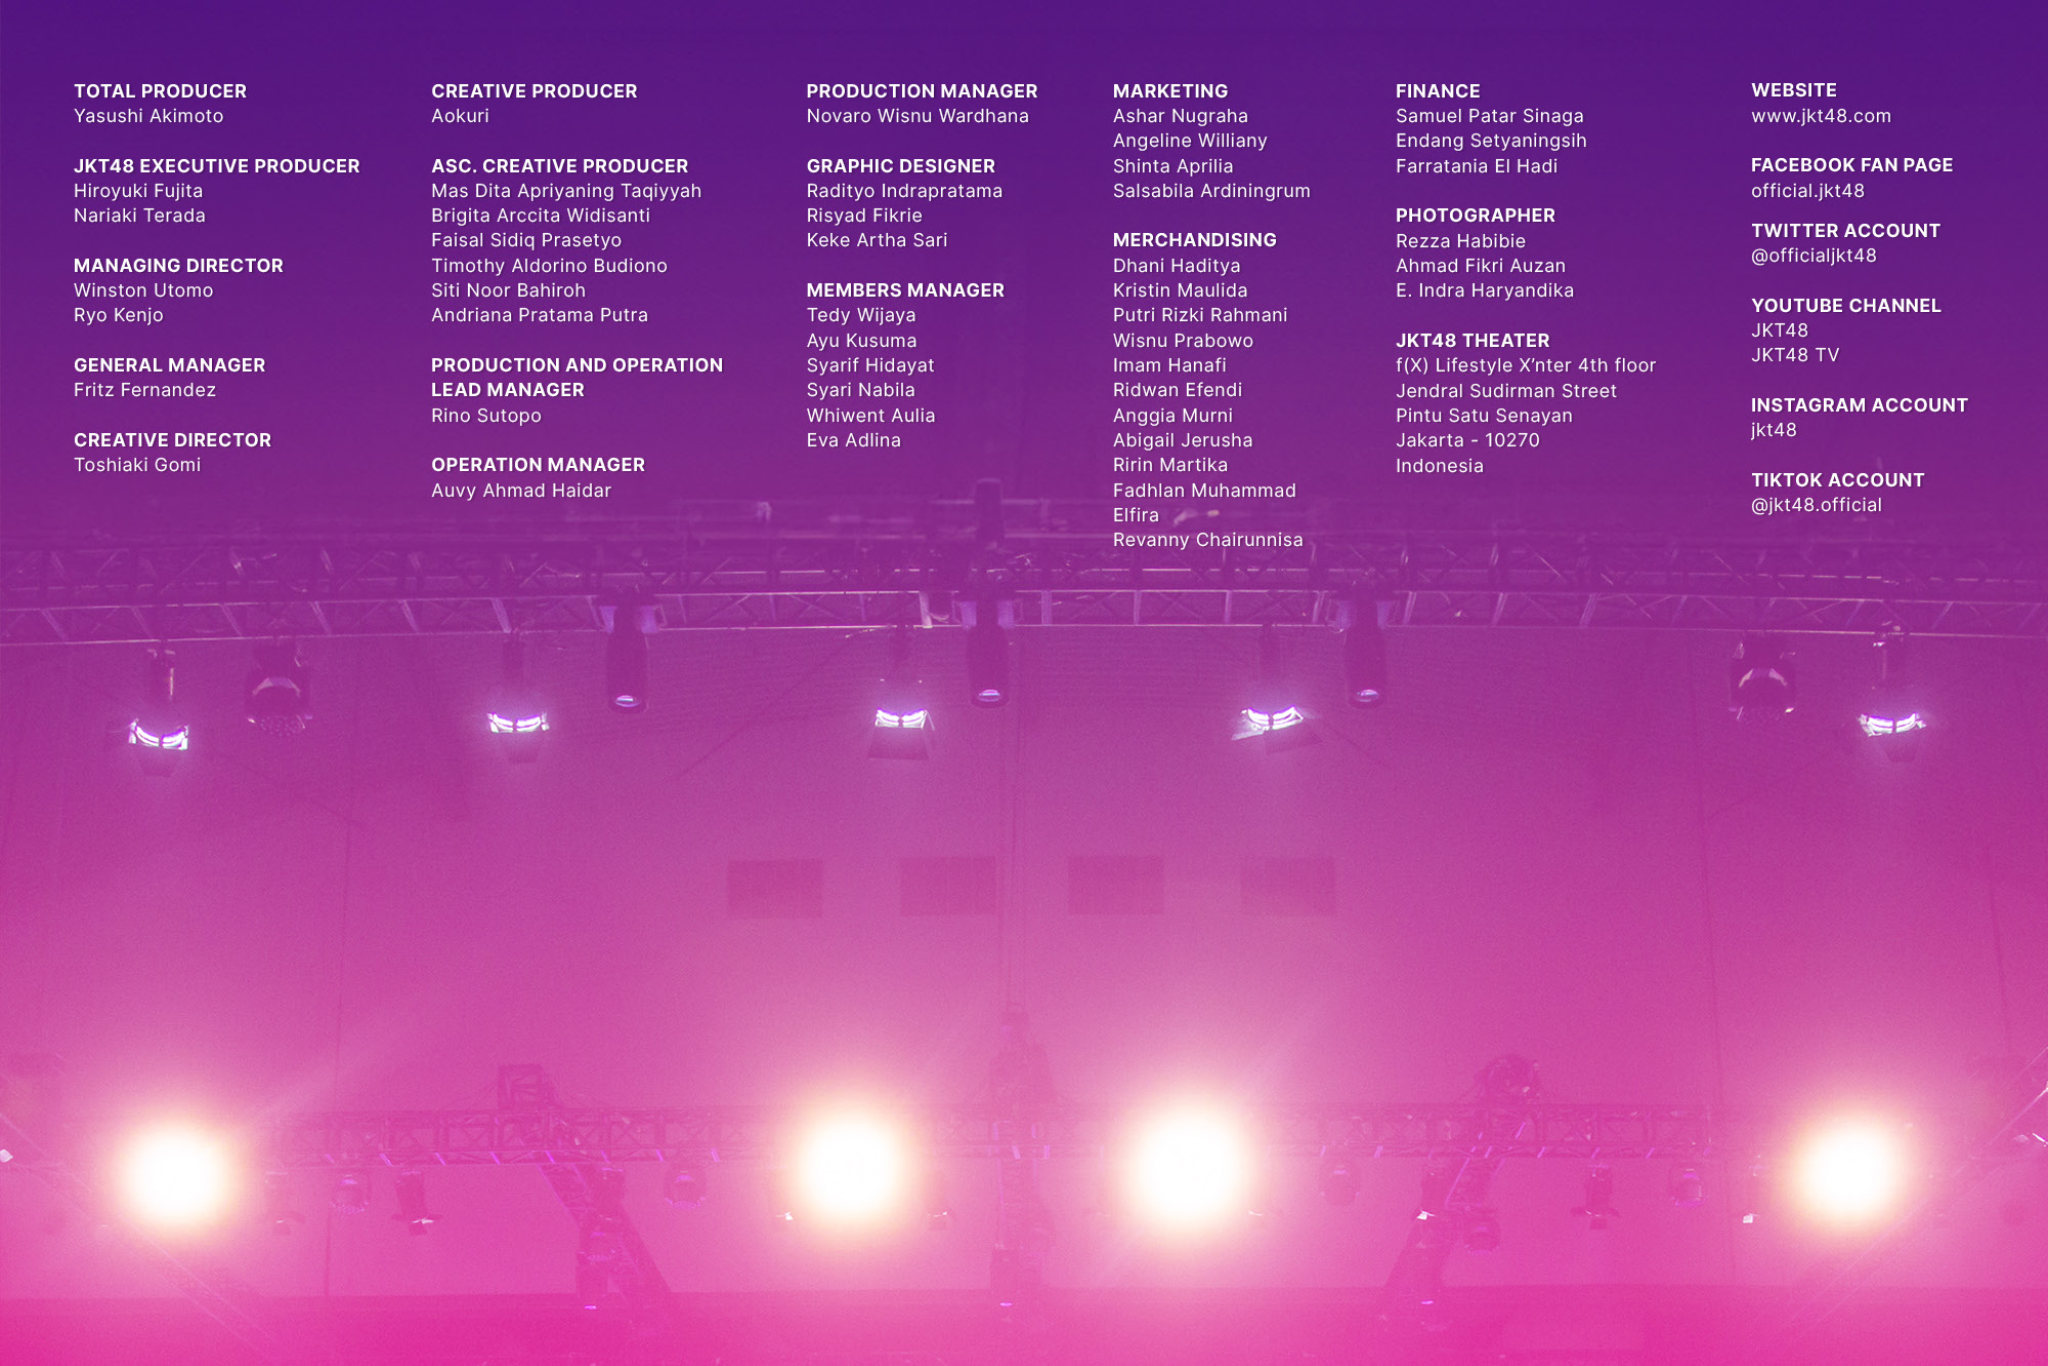 TOTAL PRODUCER
Yasushi Akimoto
JKT48 EXECUTIVE PRODUCER
Hiroyuki Fujita
Nariaki Terada
MANAGING DIRECTOR
Winston Utomo
Ryo Kenjo
GENERAL MANAGER
Fritz Fernandez
CREATIVE DIRECTOR
Toshiaki Gomi
CREATIVE PRODUCER
Aokuri
ASC. CREATIVE PRODUCER
Mas Dita Apriyaning Taqiyyah
Brigita Arccita Widisanti
Faisal Sidiq Prasetyo
Timothy Aldorino Budiono
Siti Noor Bahiroh
Andriana Pratama Putra
PRODUCTION AND OPERATION
LEAD MANAGER
Rino Sutopo
OPERATION MANAGER
Auvy Ahmad Haidar
PRODUCTION MANAGER
Novaro Wisnu Wardhana
GRAPHIC DESIGNER
Radityo Indrapratama
Risyad Fikrie
Keke Artha Sari
MEMBERS MANAGER
Tedy Wijaya
Ayu Kusuma
Syarif Hidayat
Syari Nabila
Whiwent Aulia
Eva Adlina
MARKETING
Ashar Nugraha
Angeline Williany
Shinta Aprilia
Salsabila Ardiningrum
MERCHANDISING
Dhani Haditya
Kristin Maulida
Putri Rizki Rahmani
Wisnu Prabowo
Imam Hanafi
Ridwan Efendi
Anggia Murni
Abigail Jerusha
Ririn Martika
Fadhlan Muhammad
Elfira
Revanny Chairunnisa
FINANCE
Samuel Patar Sinaga
Endang Setyaningsih
Farratania El Hadi
PHOTOGRAPHER
Rezza Habibie
Ahmad Fikri Auzan
E. Indra Haryandika
JKT48 THEATER
f(X) Lifestyle X’nter 4th floor
Jendral Sudirman Street
Pintu Satu Senayan
Jakarta - 10270
Indonesia
WEBSITE
www.jkt48.com
FACEBOOK FAN PAGE
official.jkt48
TWITTER ACCOUNT
@officialjkt48
YOUTUBE CHANNEL
JKT48
JKT48 TV
INSTAGRAM ACCOUNT
jkt48
TIKTOK ACCOUNT
@jkt48.official